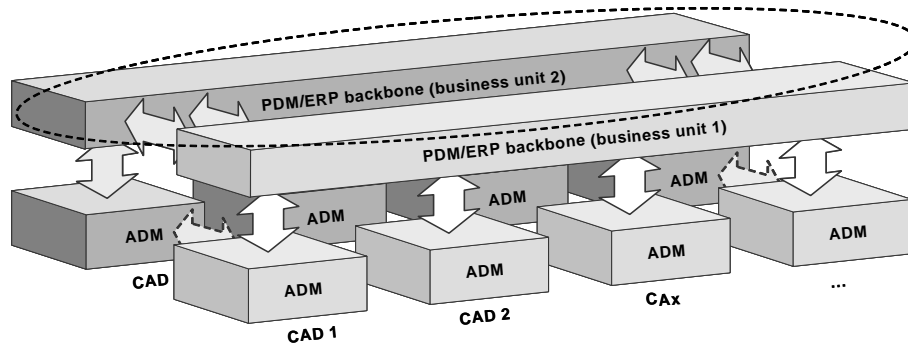 PDM/ERP backbone (business unit 2)
PDM/ERP backbone (business unit 1)
ADM
ADM
ADM
ADM
ADM
ADM
ADM
ADM
CAD
CAD 1
CAD 2
CAx
...